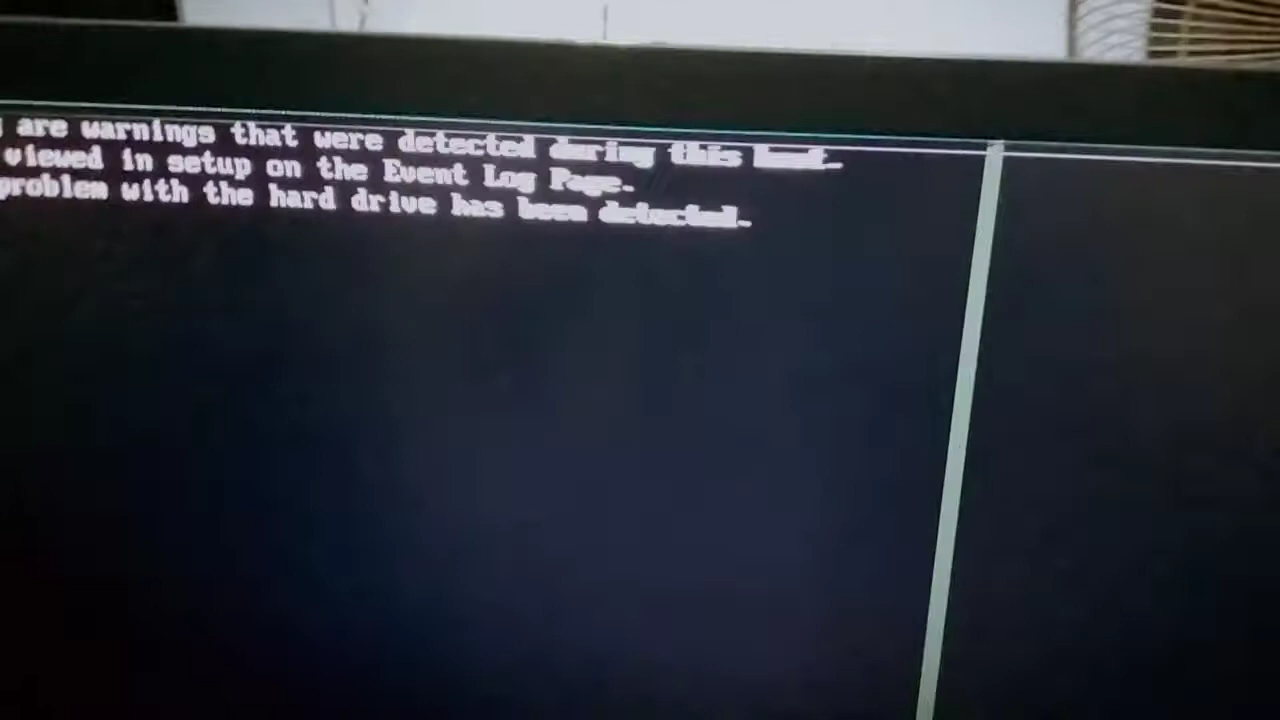 are warnings that were detected during this boot.
viewed in setup on the Event Log Page.
problem with the hard drive has been detected.